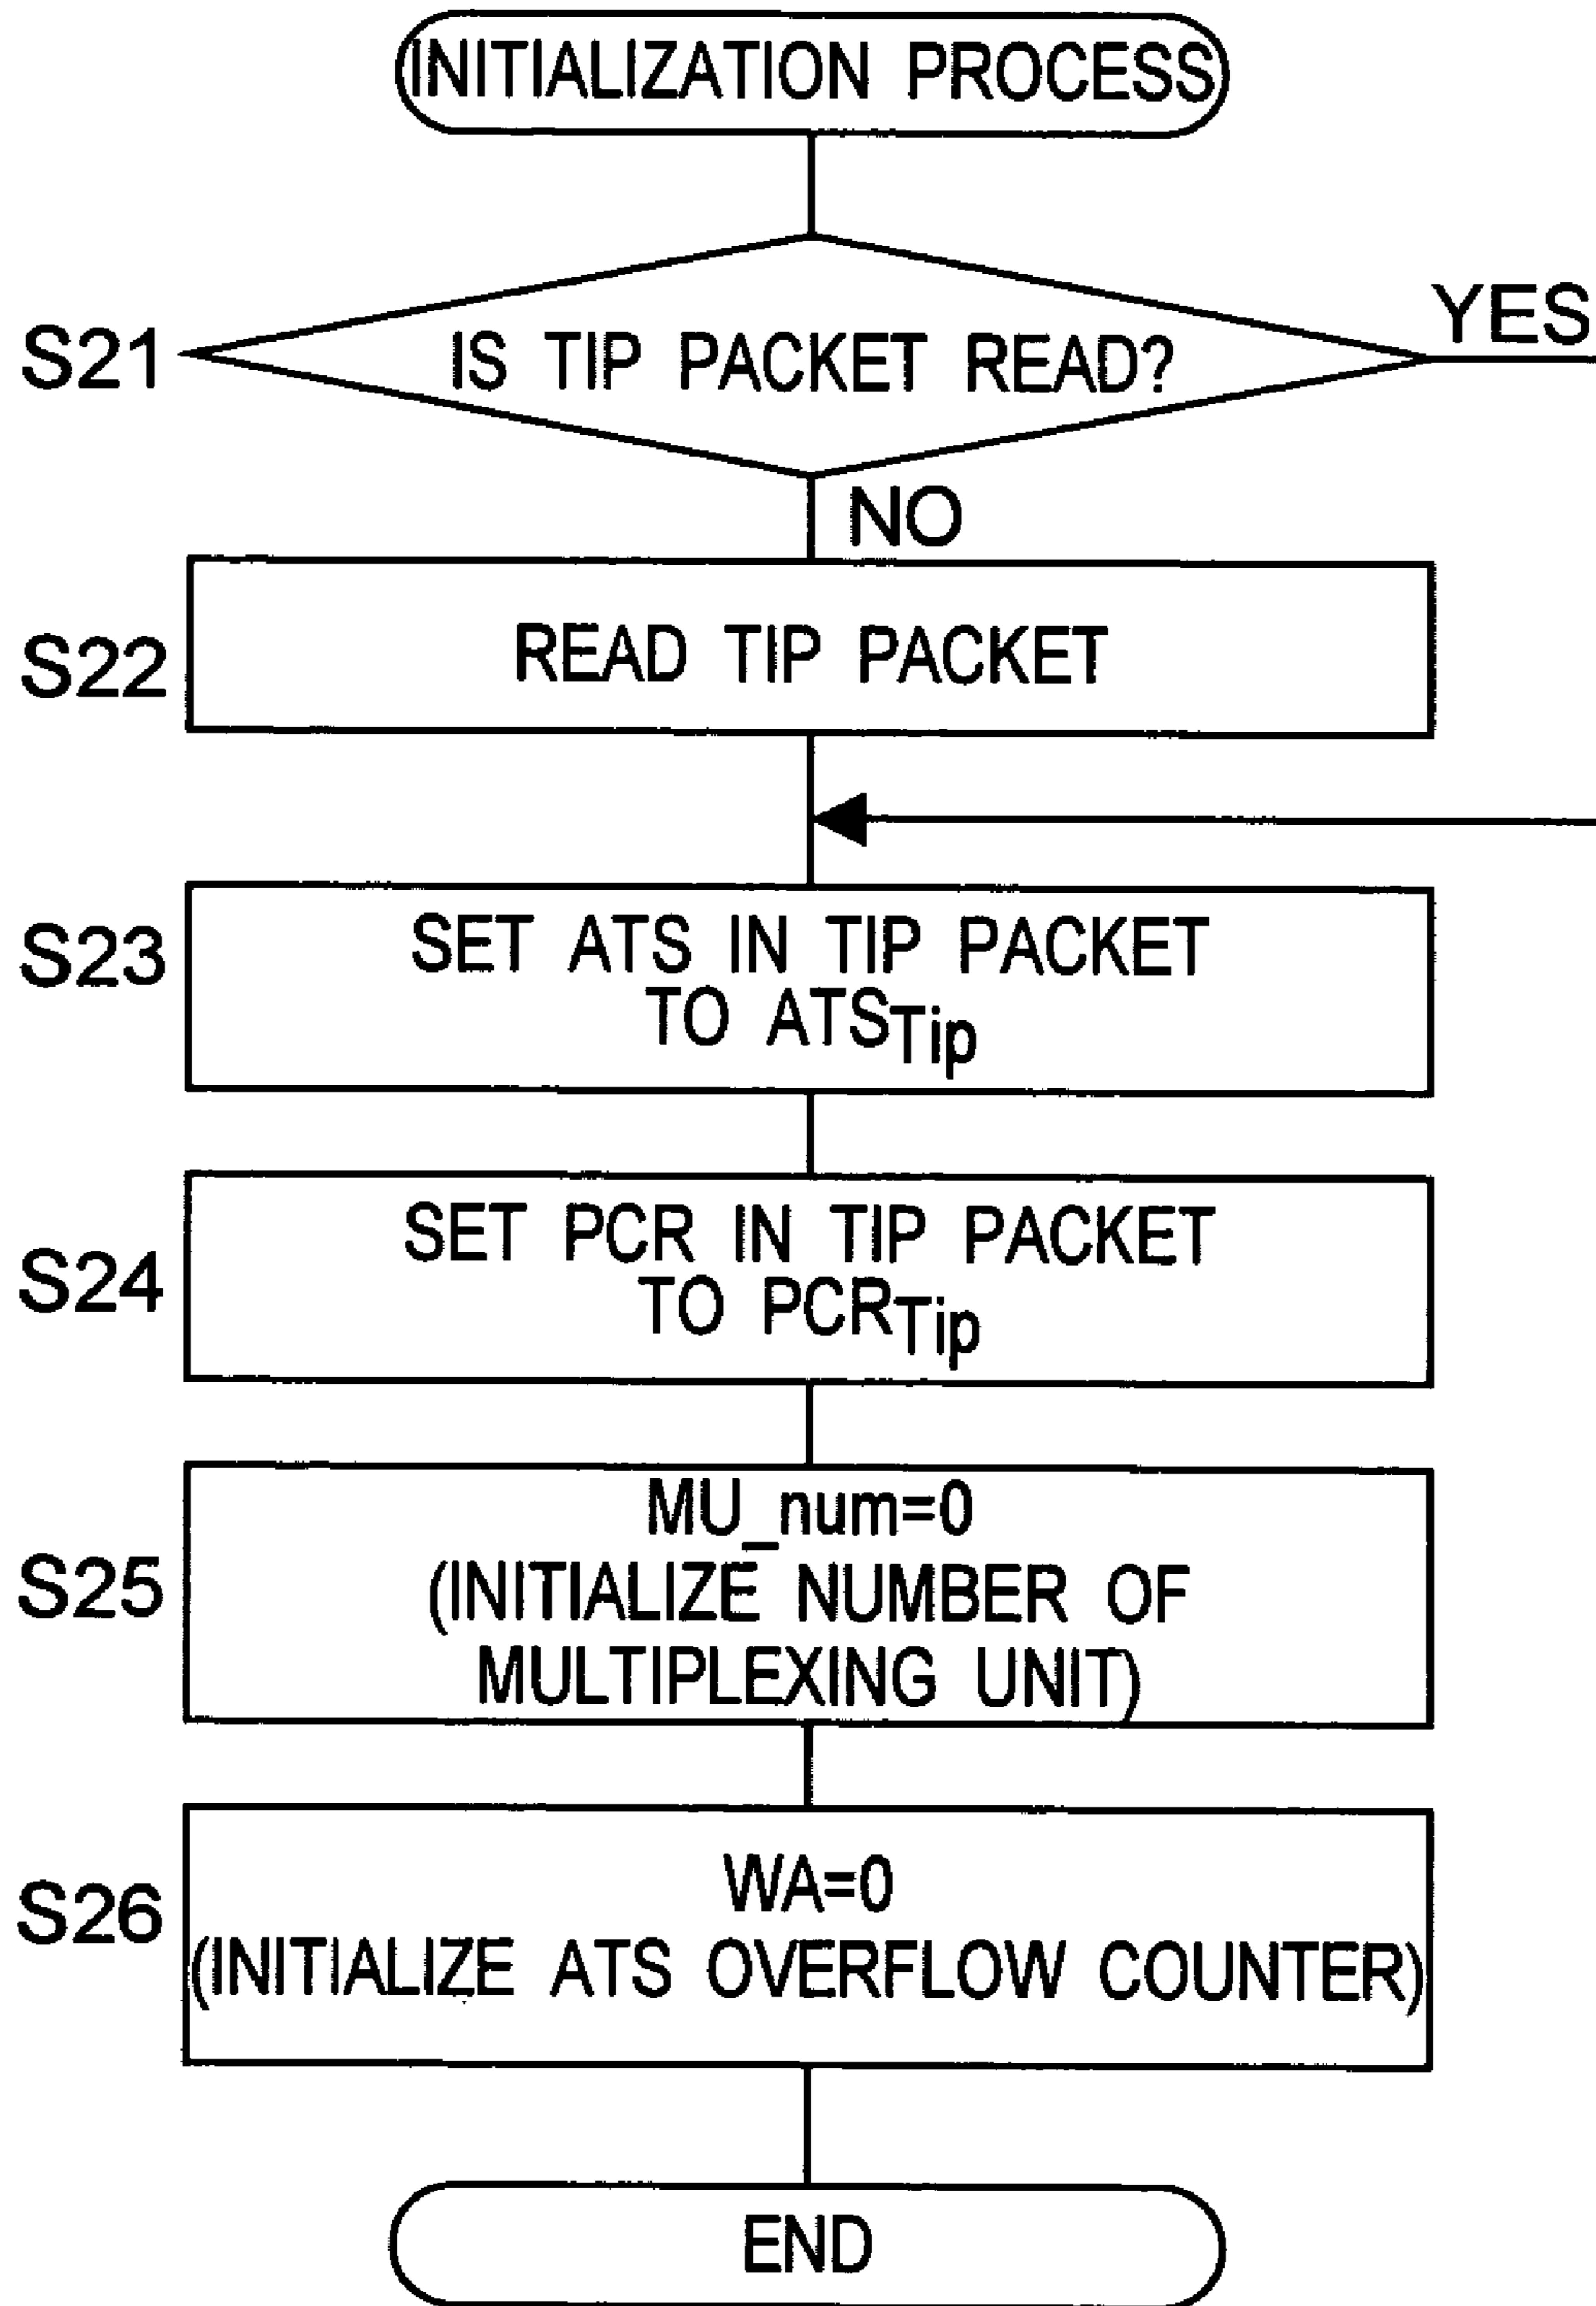 INITIALIZATION PROCESS
S21
IS TIP PACKET READ?
YES
NO
S22
READ TIP PACKET
S23
SET ATS IN TIP PACKET
TO ATSTip
S24
SET PCR IN TIP PACKET
TO PCRTip
S25
MU_num=0
(INITIALIZE NUMBER OF
MULTIPLEXING UNIT)
S26
WA=0
(INITIALIZE ATS OVERFLOW COUNTER)
END